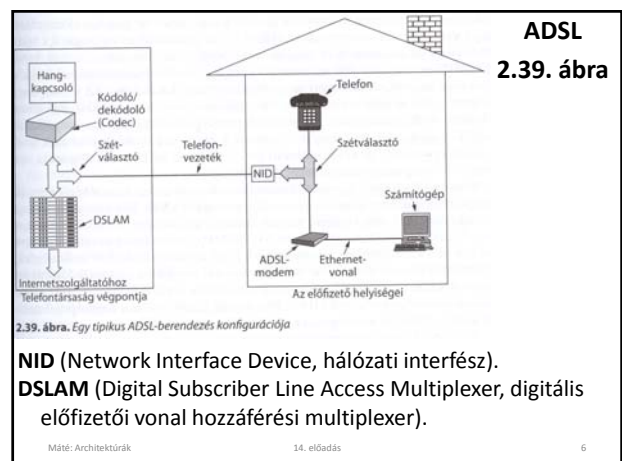 ADSL
2.39. ábra
Hang-
kapcsoló
Kódoló/
dekódoló
(Codec)
Szét-
választó
Telefon-
vezeték
DSLAM
Internetszolgáltatóhoz
Telefontársaság végpontja
Telefon
Szétválasztó
NID
Számítógép
ADSL-
modem
Ethernet-
vonal
Az előfizető helyiségei
2.39. ábra. Egy tipikus ADSL-berendezés konfigurációja
NID (Network Interface Device, hálózati interfész).
DSLAM (Digital Subscriber Line Access Multiplexer, digitális
előfizetői vonal hozzáférési multiplexer).
Máté: Architektúrák
14. előadás
6